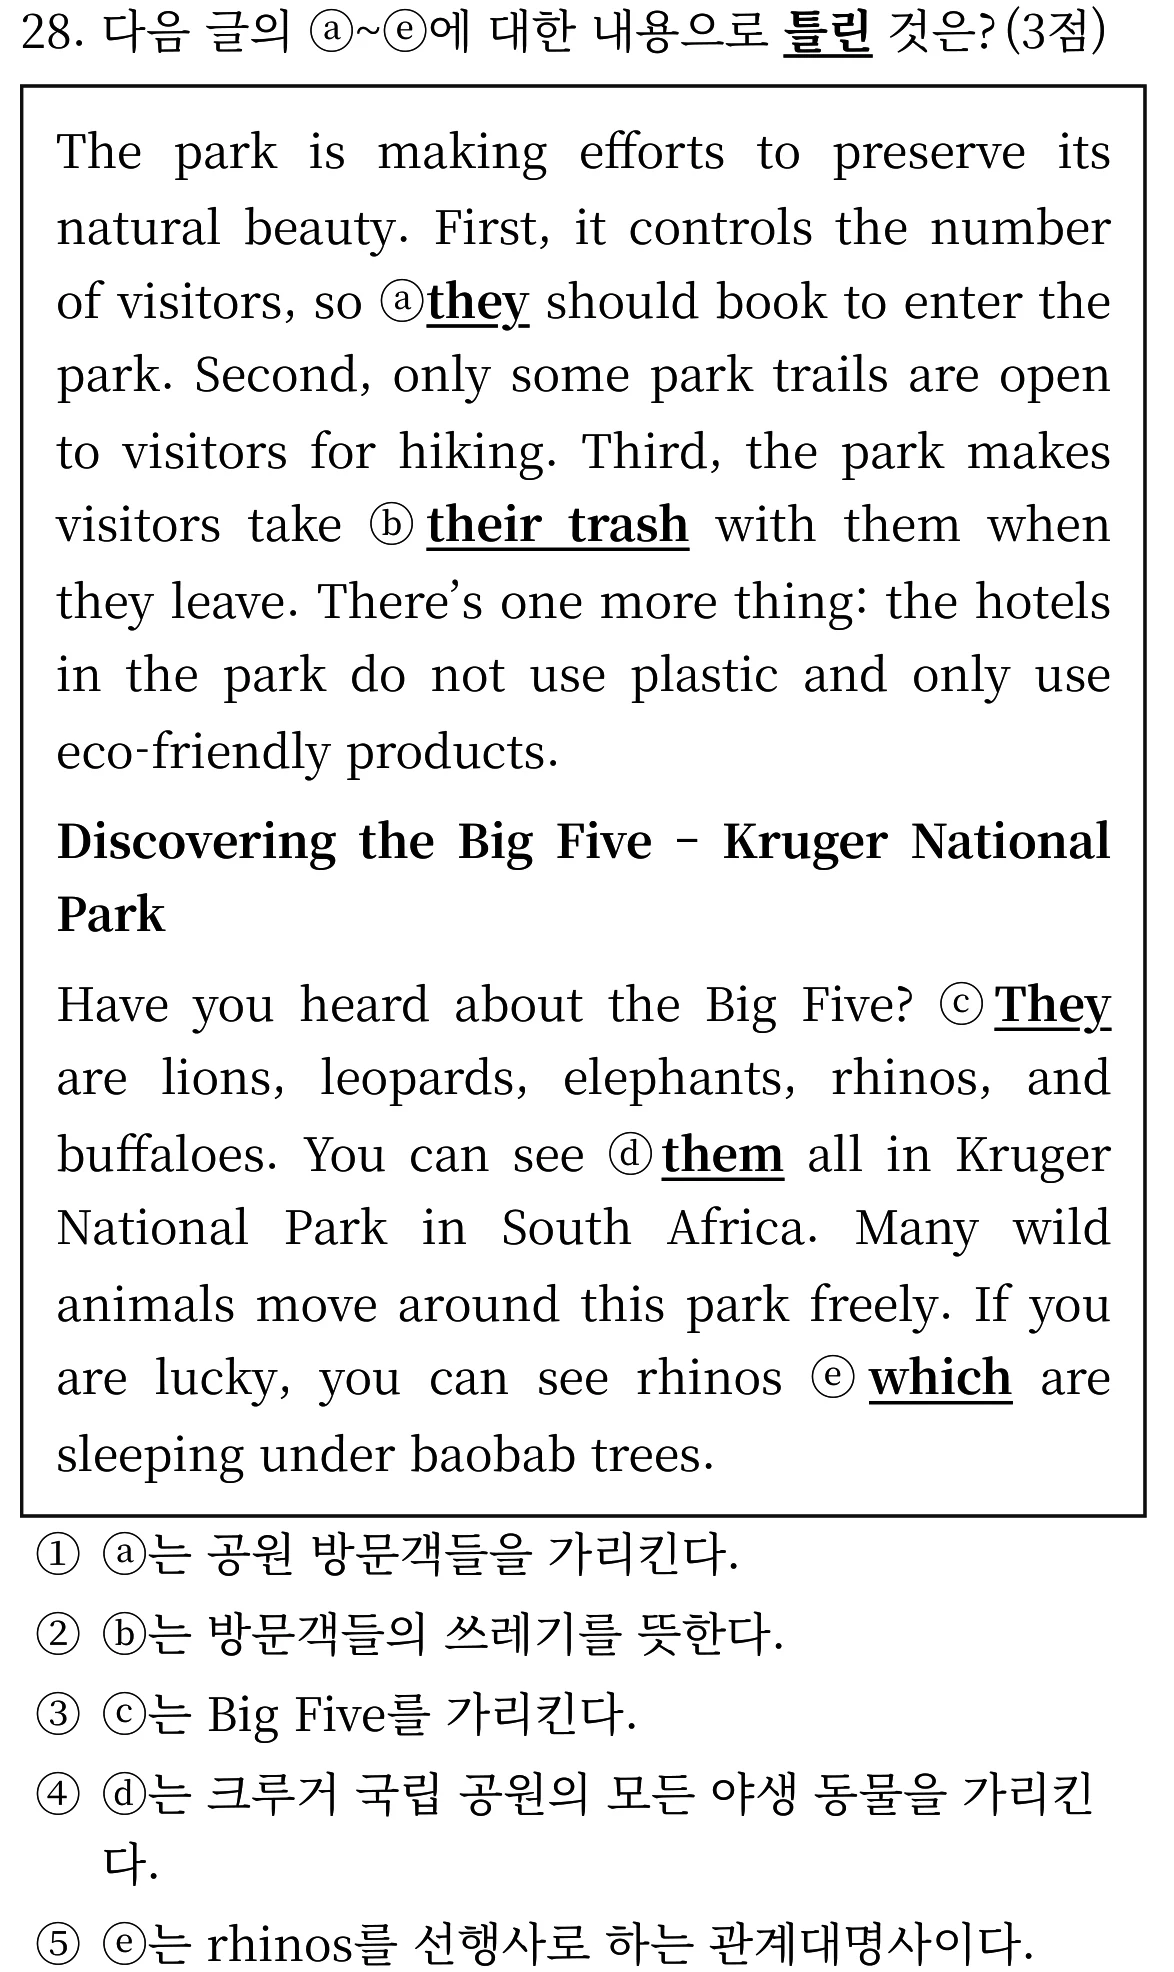 28. 다음 글의 ⓐ~ⓔ에 대한 내용으로 틀린 것은?(3점)
The park is making efforts to preserve its
natural beauty. First, it controls the number
of visitors, so ⓐthey should book to enter the
park. Second, only some park trails are open
to visitors for hiking. Third, the park makes
visitors take ⓑtheir trash with them when
they leave. There’s one more thing: the hotels
in the park do not use plastic and only use
eco-friendly products.
Discovering the Big Five – Kruger National
Park
Have you heard about the Big Five? ⓒThey
are lions, leopards, elephants, rhinos, and
buffaloes. You can see ⓓthem all in Kruger
National Park in South Africa. Many wild
animals move around this park freely. If you
are lucky, you can see rhinos ⓔwhich are
sleeping under baobab trees.
① ⓐ는 공원 방문객들을 가리킨다.
② ⓑ는 방문객들의 쓰레기를 뜻한다.
③ ⓒ는 Big Five를 가리킨다.
④ ⓓ는 크루거 국립 공원의 모든 야생 동물을 가리킨
다.
⑤ ⓔ는 rhinos를 선행사로 하는 관계대명사이다.